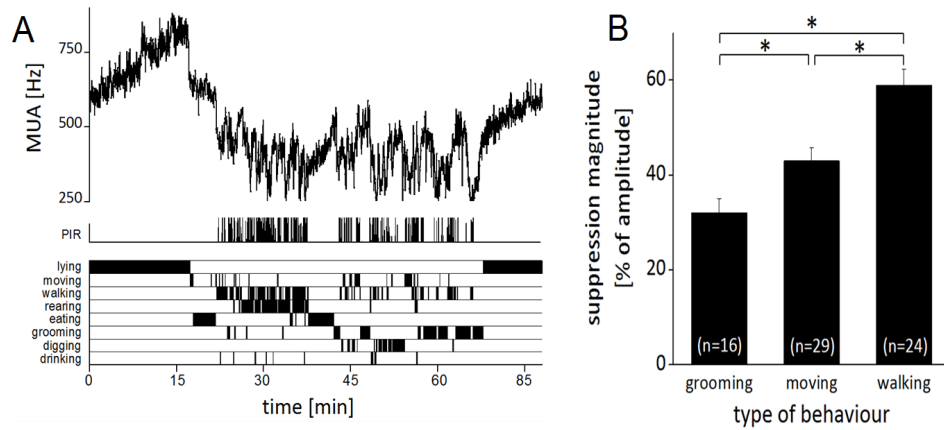 A
MUA [Hz]
750
500
250
PIR
lying
moving
walking
rearing
eating
grooming
digging
drinking
0 15 30 45 60 85
time [min]
B
suppression magnitude
[% of amplitude]
60
40
20
0
* 
* *
(n=16) (n=29) (n=24)
grooming moving walking
type of behaviour